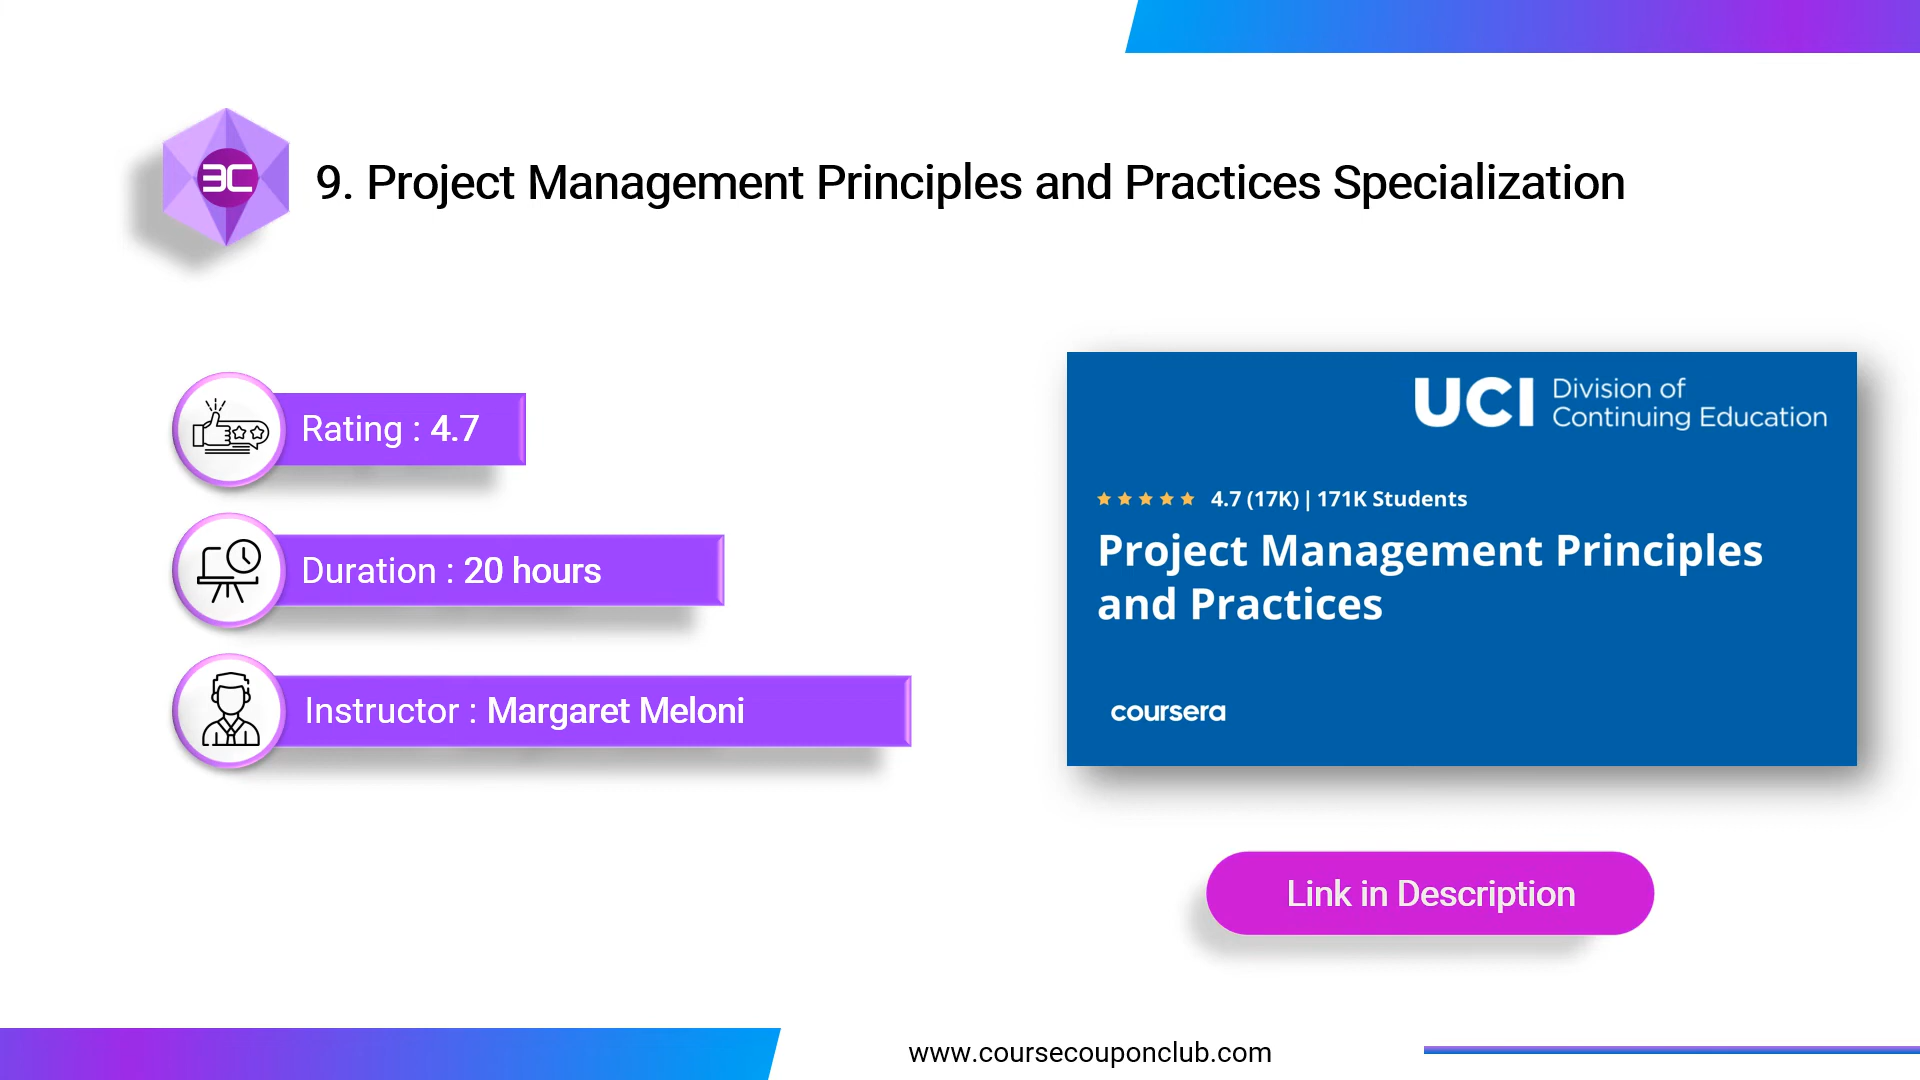 9. Project Management Principles and Practices Specialization
Rating : 4.7
Duration : 20 hours
Instructor : Margaret Meloni
UCI Division of
Continuing Education
4.7 (17K) | 171K Students
Project Management Principles
and Practices
coursera
Link in Description
www.coursecouponclub.com